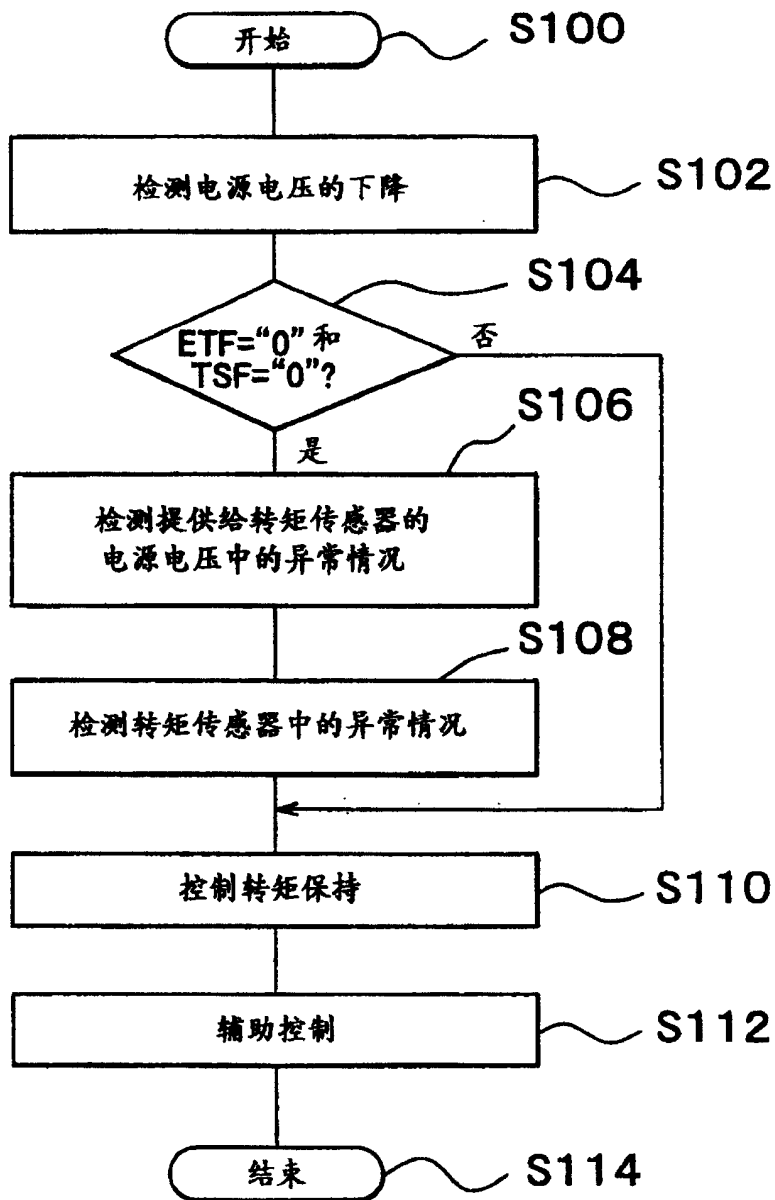 开始
S100
检测电源电压的下降
S102
S104
ETF=“0” 和
TSF=“0”?
否
是
S106
检测提供给转矩传感器的
电源电压中的异常情况
S108
检测转矩传感器中的异常情况
控制转矩保持
S110
辅助控制
S112
结束
S114